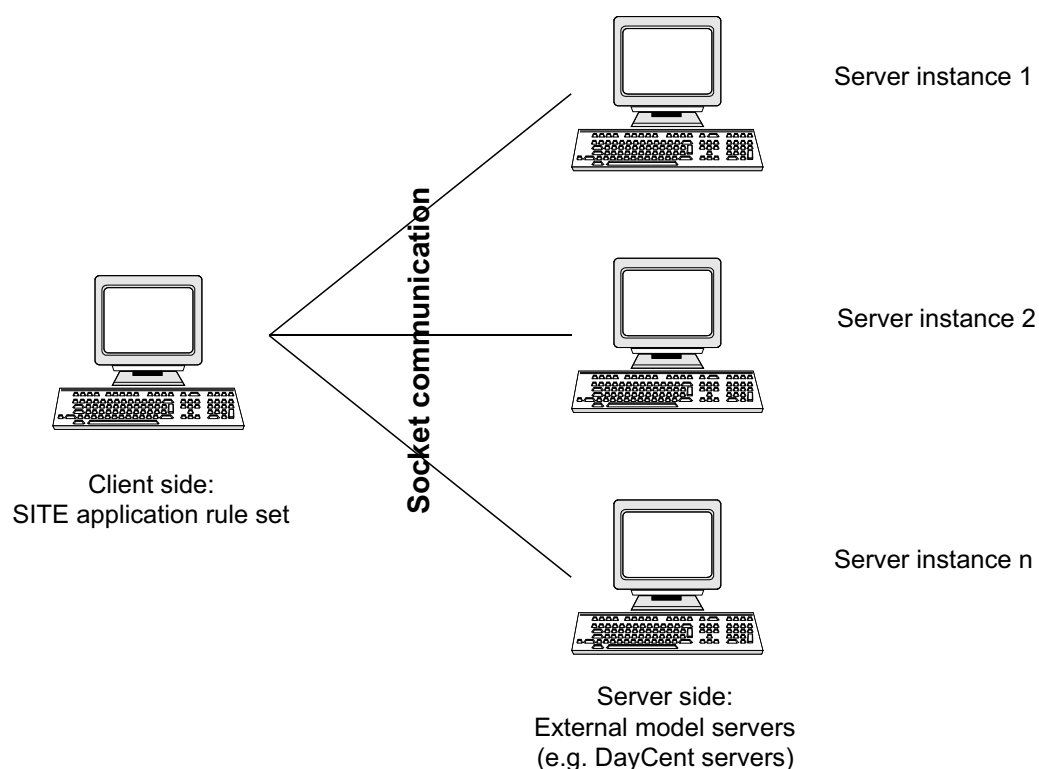 Server instance 1
Socket communication
Server instance 2
Client side:
SITE application rule set
Server instance n
Server side:
External model servers
(e.g. DayCent servers)